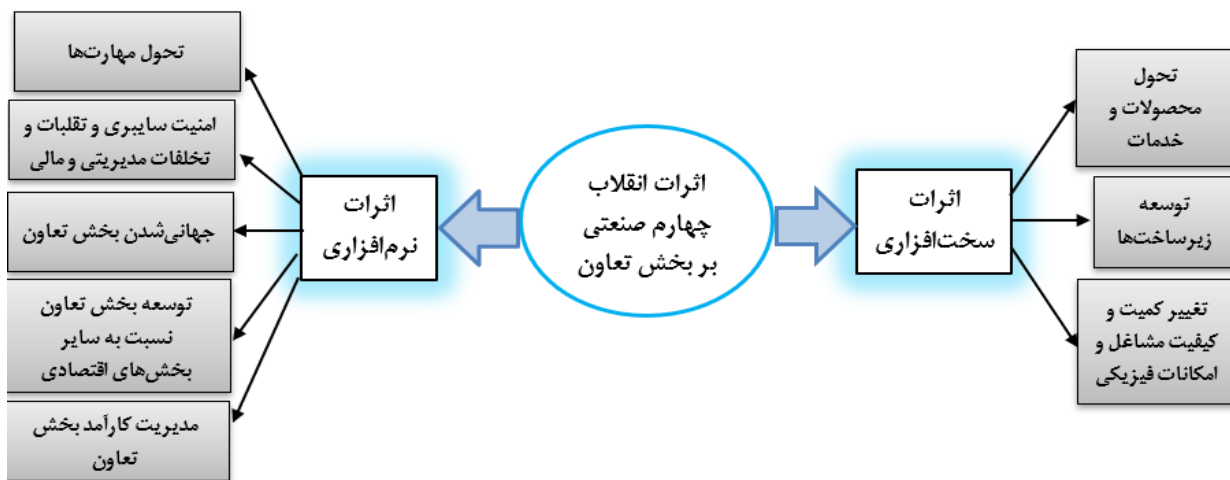 تحول
محصولات و
خدمات
توسعه
زیرساخت‌ها
تغییر کمیت و
کیفیت مشاغل و
امکانات فیزیکی
اثرات
سخت‌افزاری
اثرات انقلاب
چهارم صنعتی
بر بخش تعاون
اثرات
نرم‌افزاری
تحول مهارت‌ها
امنیت سایبری و تقلبات و
تخلفات مدیریتی و مالی
جهانی‌شدن بخش تعاون
توسعه بخش تعاون
نسبت به سایر
بخش‌های اقتصادی
مدیریت کارآمد بخش
تعاون